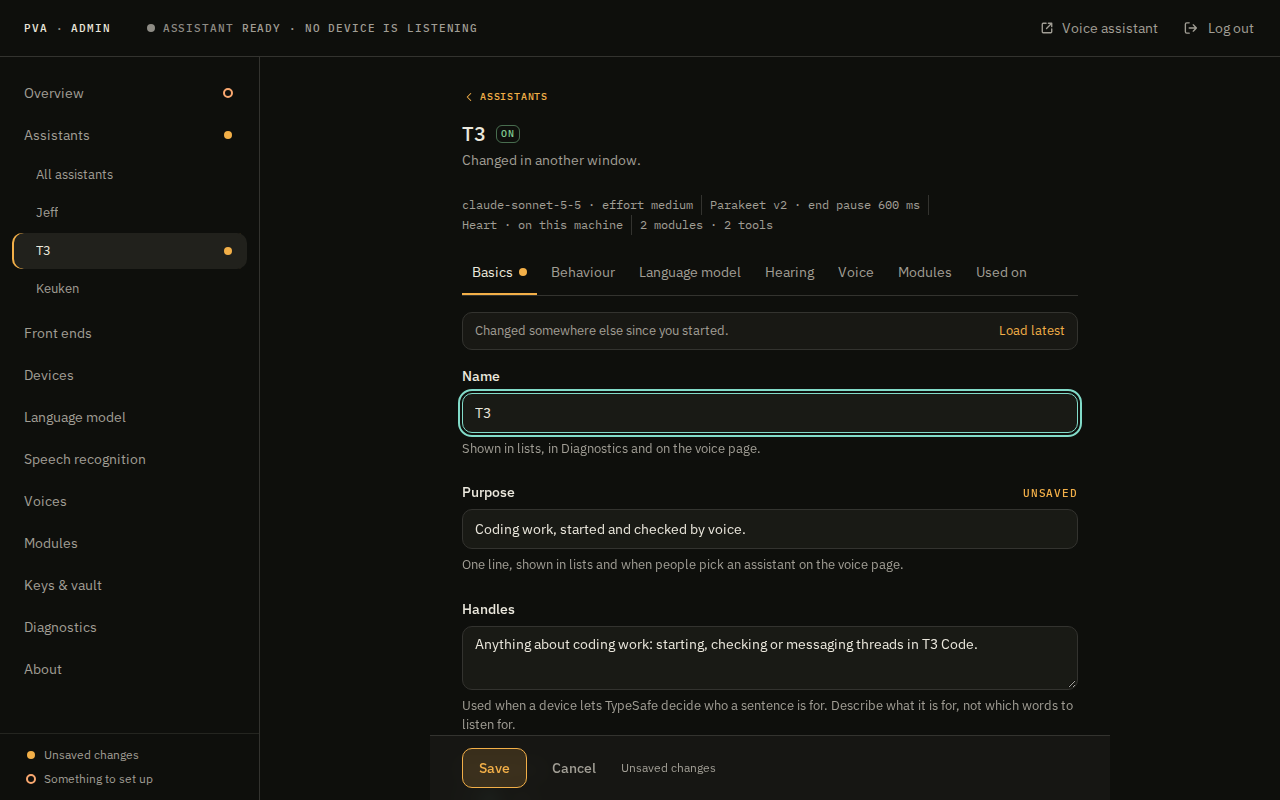 PVA · ADMIN
ASSISTANT READY · NO DEVICE IS LISTENING
Voice assistant
Log out
Overview
Assistants
All assistants
Jeff
T3
Keuken
Front ends
Devices
Language model
Speech recognition
Voices
Modules
Keys & vault
Diagnostics
About
Unsaved changes
Something to set up
ASSISTANTS
T3 ON
Changed in another window.
claude-sonnet-5-5 · effort medium
Parakeet v2 · end pause 600 ms
Heart · on this machine
2 modules · 2 tools
Basics
Behaviour
Language model
Hearing
Voice
Modules
Used on
Changed somewhere else since you started.
Load latest
Name
T3
Shown in lists, in Diagnostics and on the voice page.
Purpose
UNSAVED
Coding work, started and checked by voice.
One line, shown in lists and when people pick an assistant on the voice page.
Handles
Anything about coding work: starting, checking or messaging threads in T3 Code.
Used when a device lets TypeSafe decide who a sentence is for. Describe what it is for, not which words to
listen for.
Save
Cancel
Unsaved changes